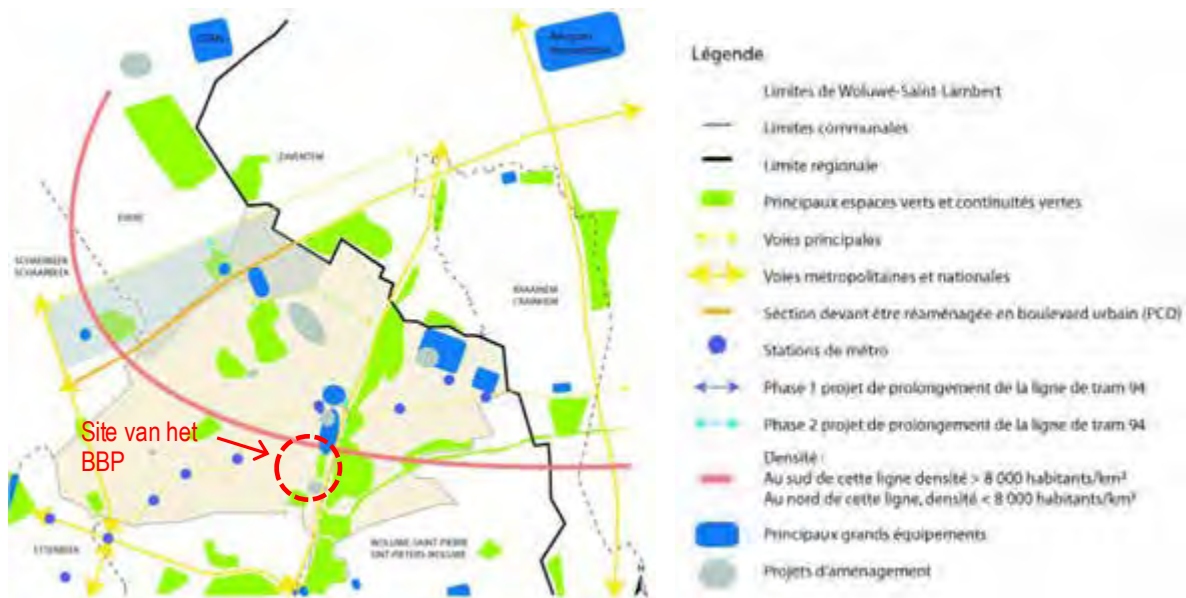 ZAVENTEM
EVERE
SCHAERBEEK
SCHAARBEEK
KRAAINEM
CRAINHEM
Site van het
BBP
ETTERBEEK
WOLUWE-SAINT-PIERRE
SINT-PIETERS-WOLUWE
Légende
Limites de Woluwé-Saint-Lambert
Limites communales
Limite régionale
Principaux espaces verts et continuités vertes
Voies principales
Voies métropolitaines et nationales
Séction devant être réaménagée en boulevard urbain (PCD)
Stations de métro
Phase 1 projet de prolongement de la ligne de tram 94
Phase 2 projet de prolongement de la ligne de tram 94
Densité :
Au sud de cette ligne densité > 8 000 habitants/km²
Au nord de cette ligne, densité < 8 000 habitants/km²
Principaux grands équipements
Projets d'aménagement